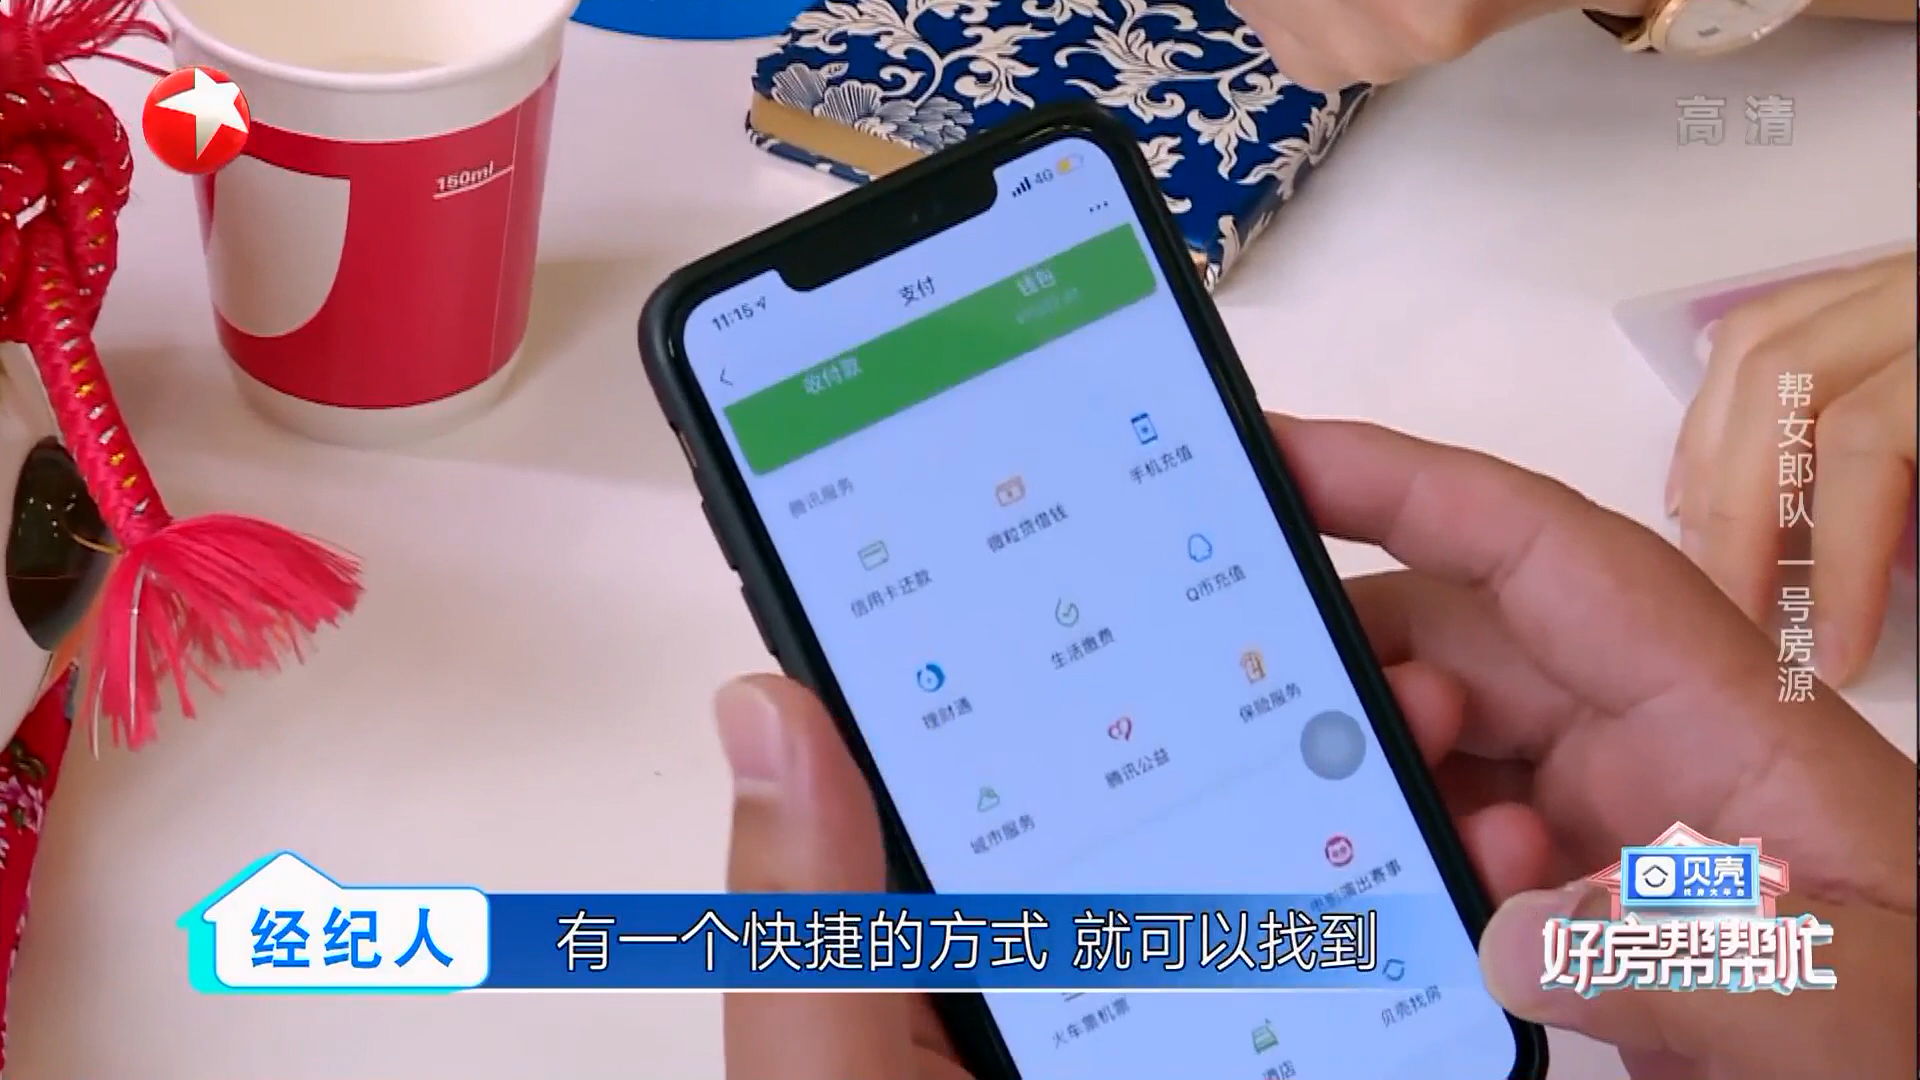 高清
150ml
11:15
4G
支付
收付款
钱包
腾讯服务
信用卡还款
微粒贷借钱
手机充值
理财通
生活缴费
Q币充值
城市服务
腾讯公益
保险服务
电影演出赛事
火车票机票
酒店
贝壳找房
帮女郎队一号房源
经纪人
有一个快捷的方式 就可以找到
贝壳
找房大平台
好房帮帮忙